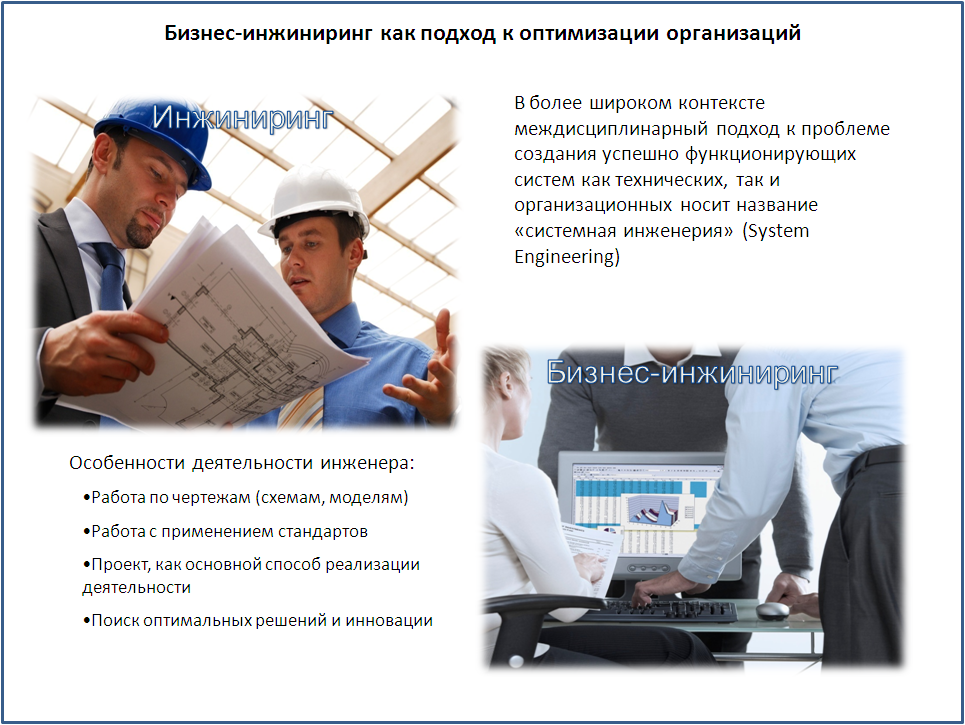 Бизнес-инжиниринг как подход к оптимизации организаций
Инжиниринг
В более широком контексте
междисциплинарный подход к проблеме
создания успешно функционирующих
систем как технических, так и
организационных носит название
«системная инженерия» (System
Engineering)
Бизнес-инжиниринг
Особенности деятельности инженера:
•Работа по чертежам (схемам, моделям)
•Работа с применением стандартов
•Проект, как основной способ реализации
деятельности
•Поиск оптимальных решений и инновации